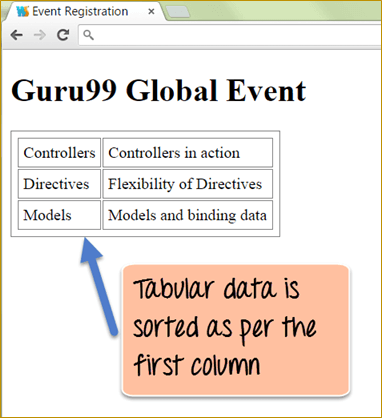 Event Registration
Guru99 Global Event
Controllers Controllers in action
Directives Flexibility of Directives
Models Models and binding data
Tabular data is
sorted as per the
first column